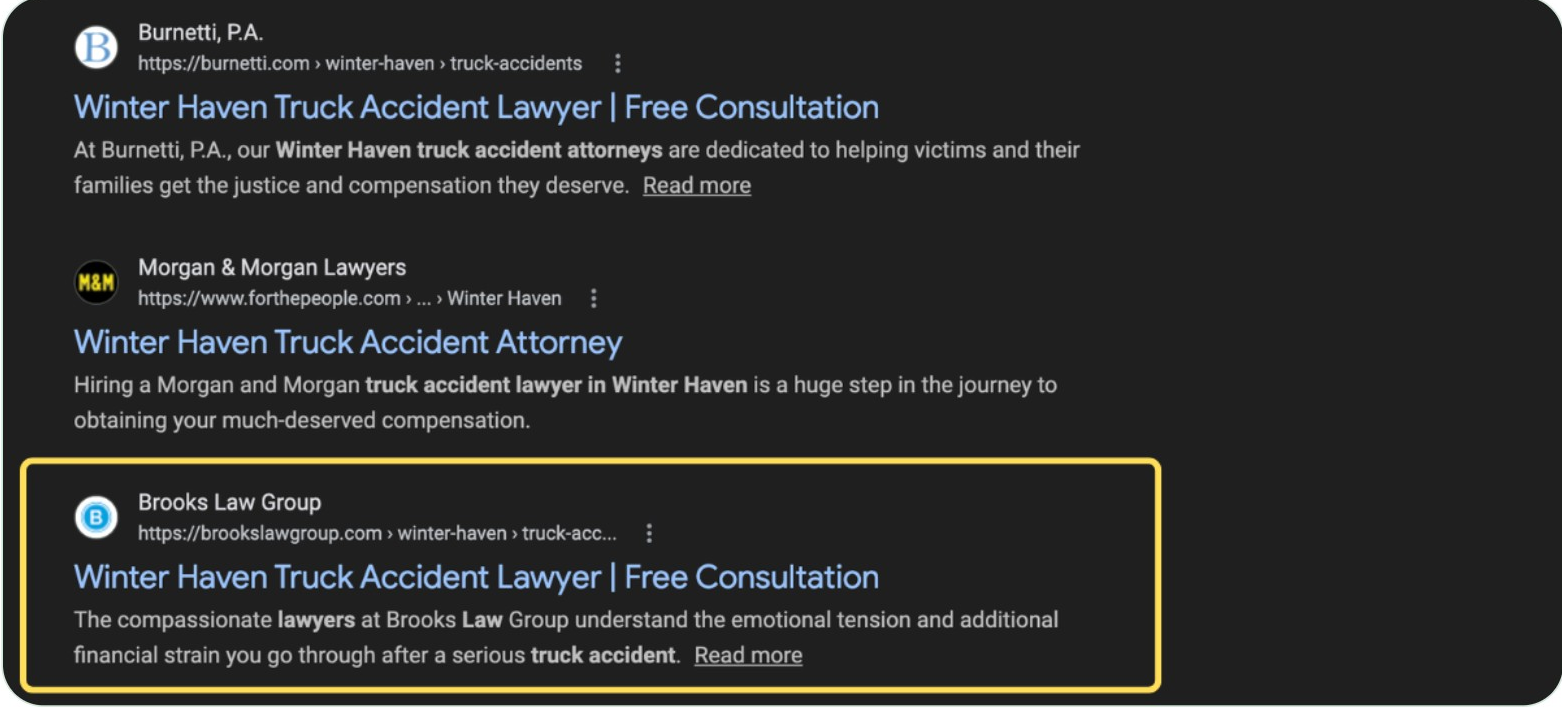 B
Burnetti, P.A.
https://burnetti.com › winter-haven › truck-accidents
Winter Haven Truck Accident Lawyer | Free Consultation
At Burnetti, P.A., our Winter Haven truck accident attorneys are dedicated to helping victims and their
families get the justice and compensation they deserve. Read more
M&M
Morgan & Morgan Lawyers
https://www.forthepeople.com › ... › Winter Haven
Winter Haven Truck Accident Attorney
Hiring a Morgan and Morgan truck accident lawyer in Winter Haven is a huge step in the journey to
obtaining your much-deserved compensation.
B
Brooks Law Group
https://brookslawgroup.com › winter-haven › truck-acc...
Winter Haven Truck Accident Lawyer | Free Consultation
The compassionate lawyers at Brooks Law Group understand the emotional tension and additional
financial strain you go through after a serious truck accident. Read more